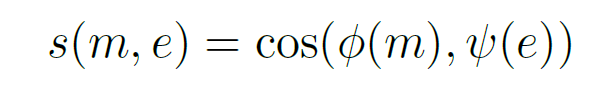 s(m, e) = cos(ϕ(m), ψ(e))